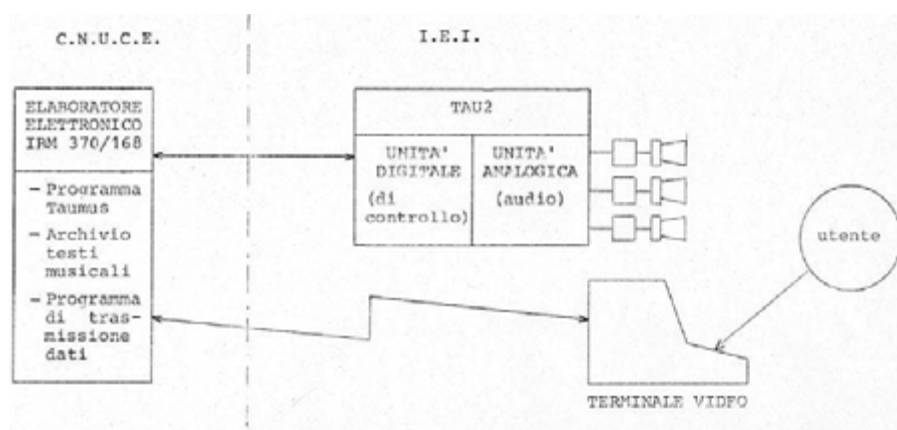 C.N.U.C.E.
I.E.I.
ELABORATORE
ELETTRONICO
IBM 370/168
- Programma
Taumus
- Archivio
testi
musicali
- Programma
di tras-
missione
dati
TAU2
UNITA'
DIGITALE
(di
controllo)
UNITA'
ANALOGICA
(audio)
utente
TERMINALE VIDEO